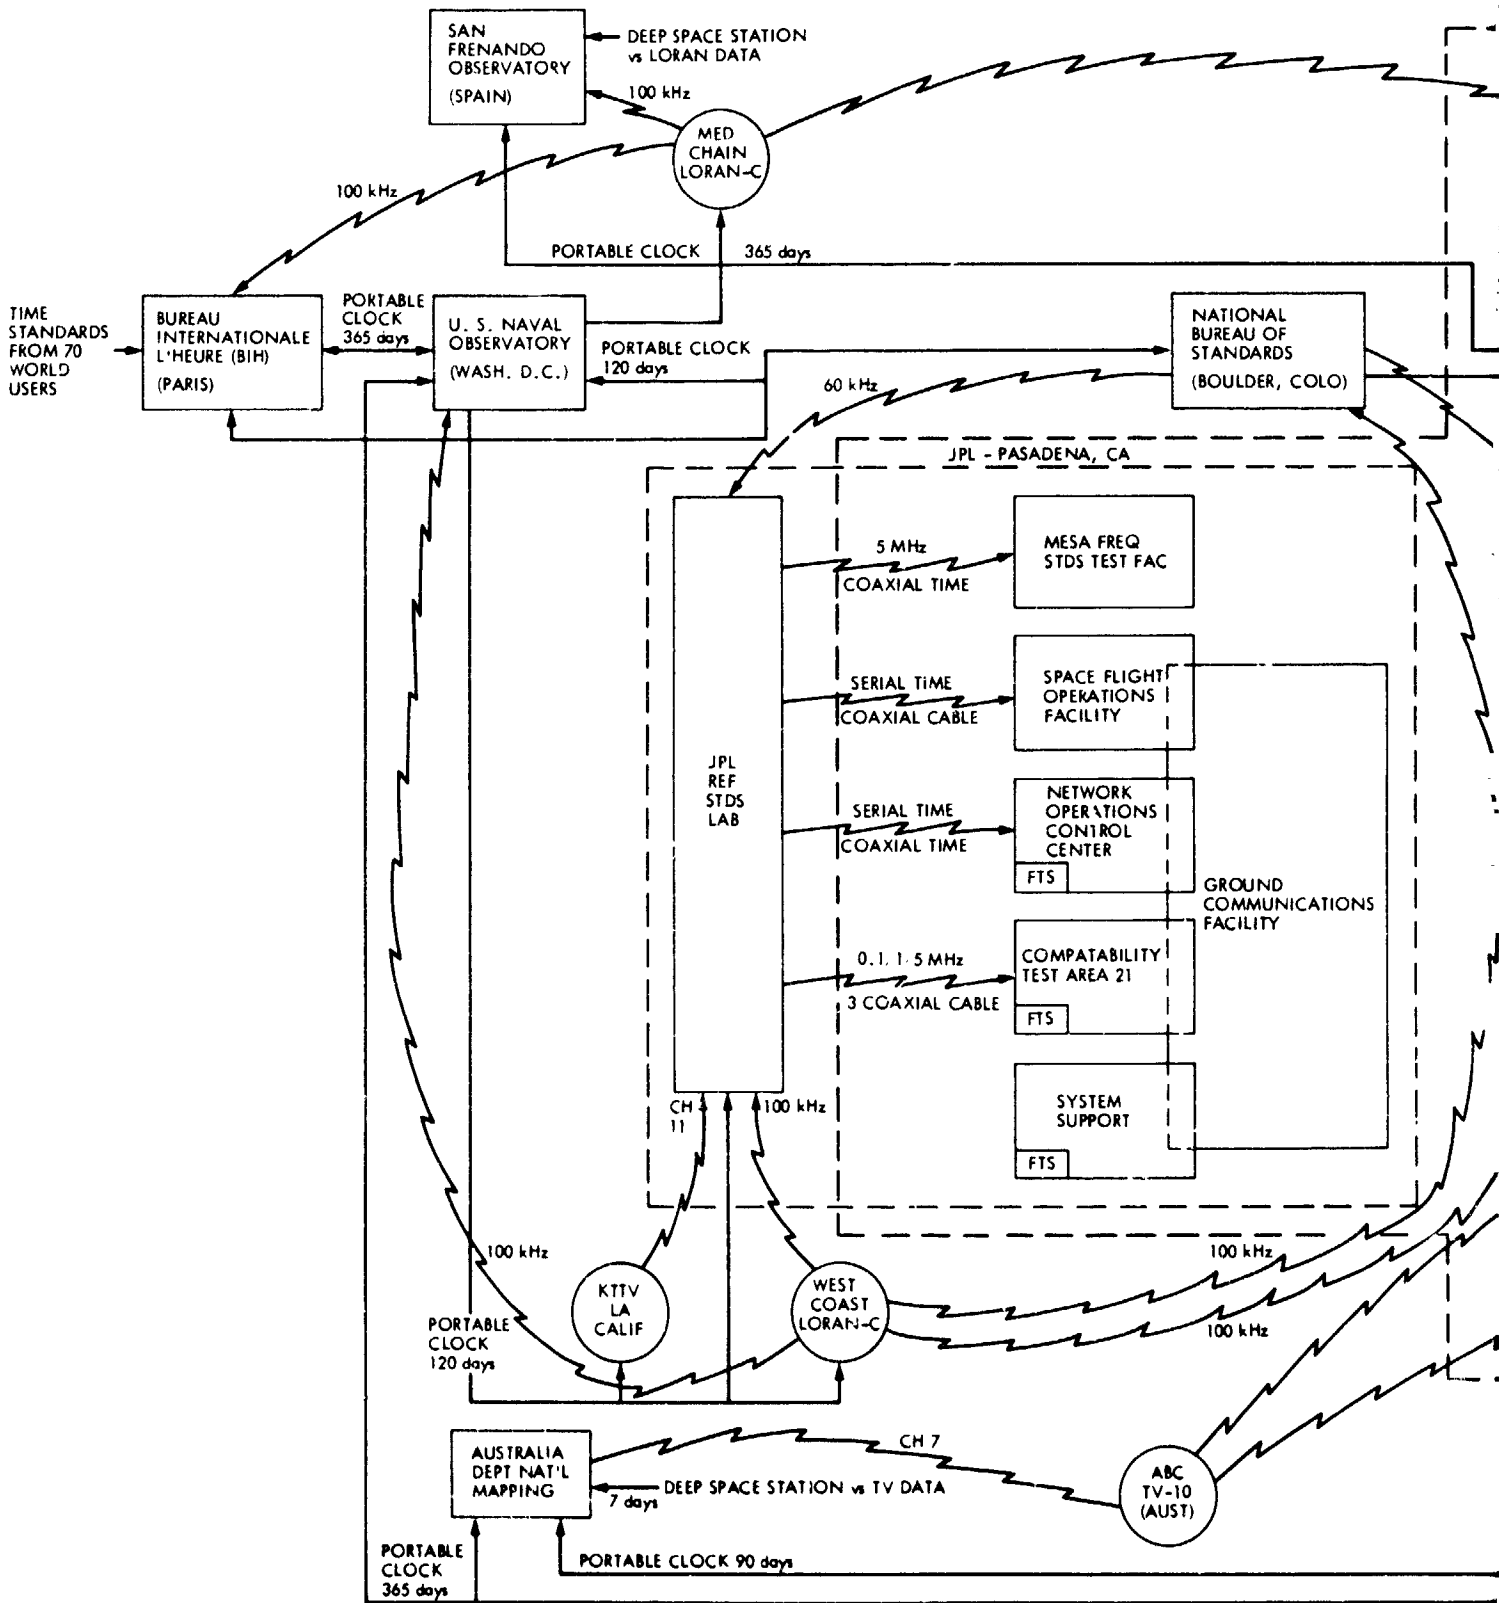 SAN
FRENANDO
OBSERVATORY
(SPAIN)
DEEP SPACE STATION
vs LORAN DATA
100 kHz
MED
CHAIN
LORAN-C
100 kHz
PORTABLE CLOCK 365 days
TIME
STANDARDS
FROM 70
WORLD
USERS
BUREAU
INTERNATIONALE
L'HEURE (BIH)
(PARIS)
PORTABLE
CLOCK
365 days
U. S. NAVAL
OBSERVATORY
(WASH. D.C.)
PORTABLE CLOCK
120 days
NATIONAL
BUREAU OF
STANDARDS
(BOULDER, COLO)
60 kHz
JPL - PASADENA, CA
JPL
REF
STDS
LAB
5 MHz
COAXIAL TIME
MESA FREQ
STDS TEST FAC
SERIAL TIME
COAXIAL CABLE
SPACE FLIGHT
OPERATIONS
FACILITY
SERIAL TIME
COAXIAL TIME
NETWORK
OPERATIONS
CONTROL
CENTER
FTS
GROUND
COMMUNICATIONS
FACILITY
0.1, 1, 5 MHz
3 COAXIAL CABLE
COMPATABILITY
TEST AREA 21
FTS
SYSTEM
SUPPORT
FTS
CH
11
100 kHz
100 kHz
KTTV
LA
CALIF
WEST
COAST
LORAN-C
100 kHz
100 kHz
PORTABLE
CLOCK
120 days
AUSTRALIA
DEPT NAT'L
MAPPING
CH 7
DEEP SPACE STATION vs TV DATA
7 days
ABC
TV-10
(AUST)
PORTABLE
CLOCK
365 days
PORTABLE CLOCK 90 days